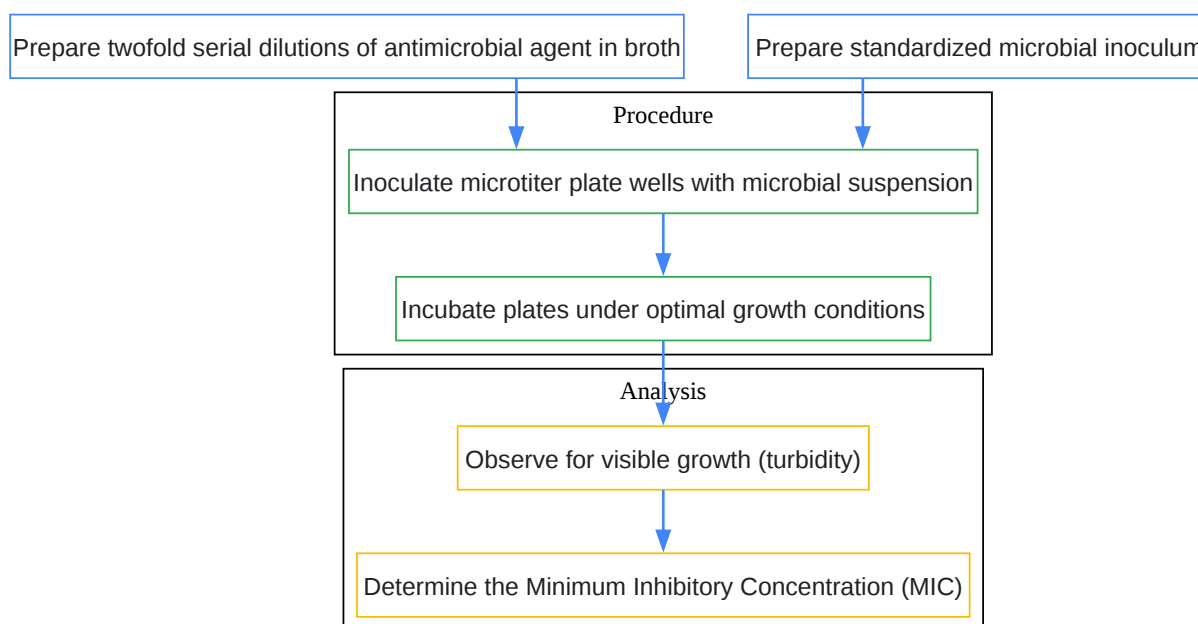 Prepare twofold serial dilutions of antimicrobial agent in broth
Prepare standardized microbial inoculum
Procedure
Inoculate microtiter plate wells with microbial suspension
Incubate plates under optimal growth conditions
Analysis
Observe for visible growth (turbidity)
Determine the Minimum Inhibitory Concentration (MIC)